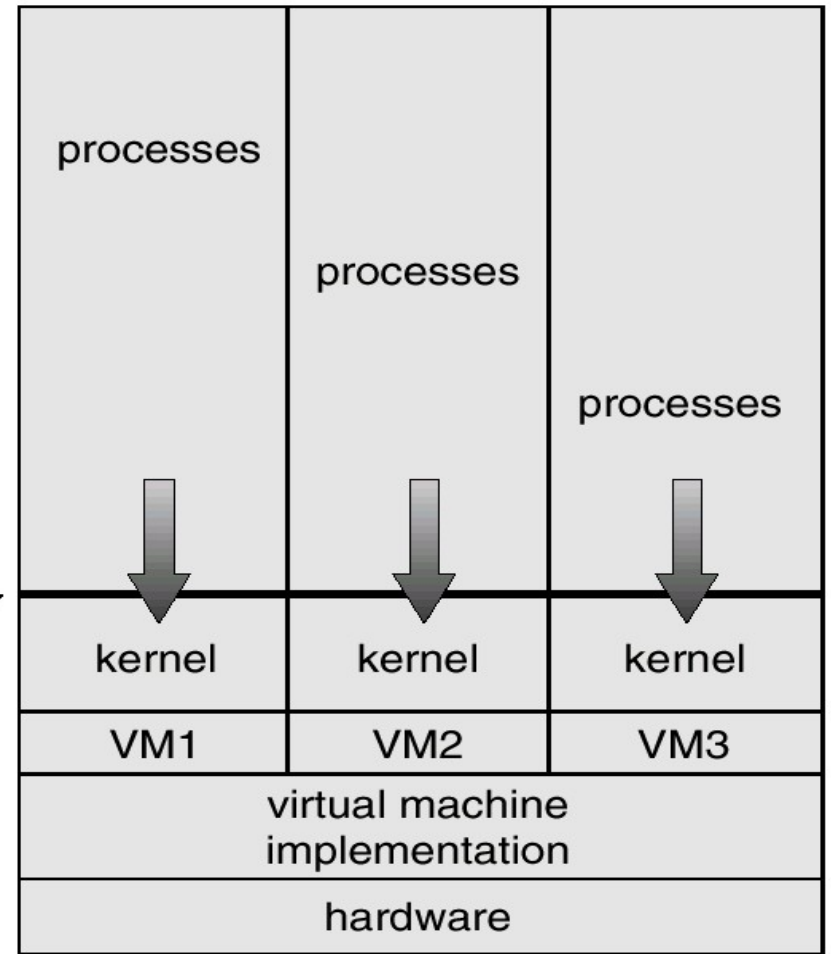 processes
processes
processes
kernel kernel kernel
VM1 VM2 VM3
virtual machine
implementation
hardware